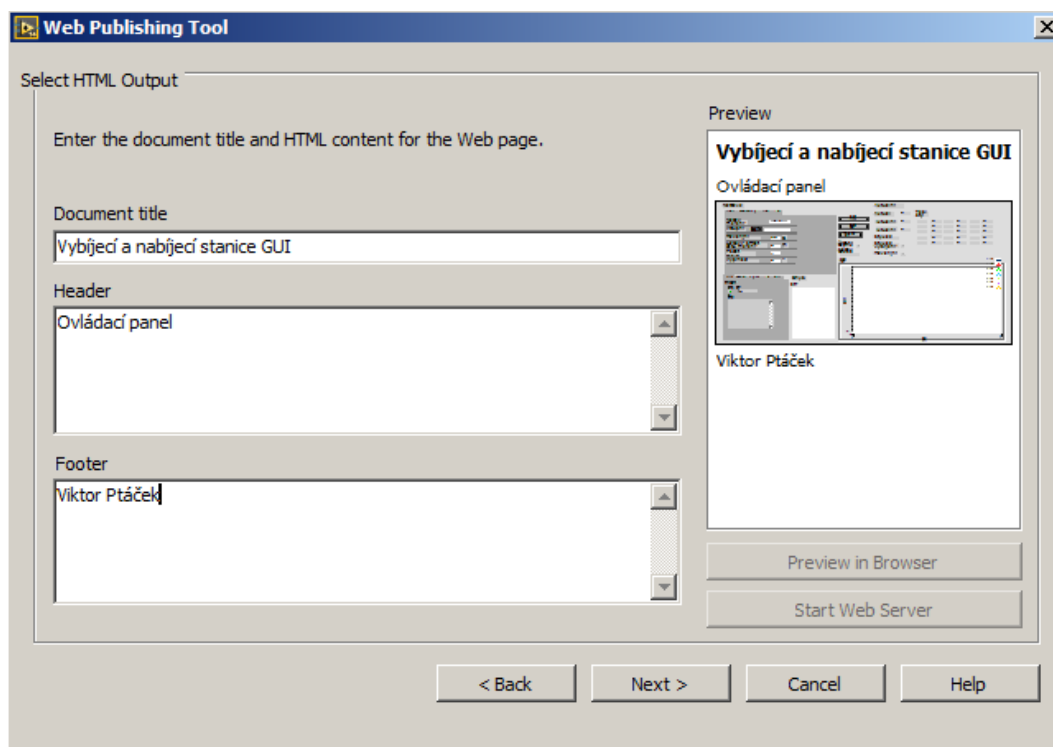 Web Publishing Tool
Select HTML Output
Enter the document title and HTML content for the Web page.
Document title
Vybíjecí a nabíjecí stanice GUI
Header
Ovládací panel
Footer
Viktor Ptáček
Preview
Vybíjecí a nabíjecí stanice GUI
Ovládací panel
Viktor Ptáček
Preview in Browser
Start Web Server
< Back
Next >
Cancel
Help